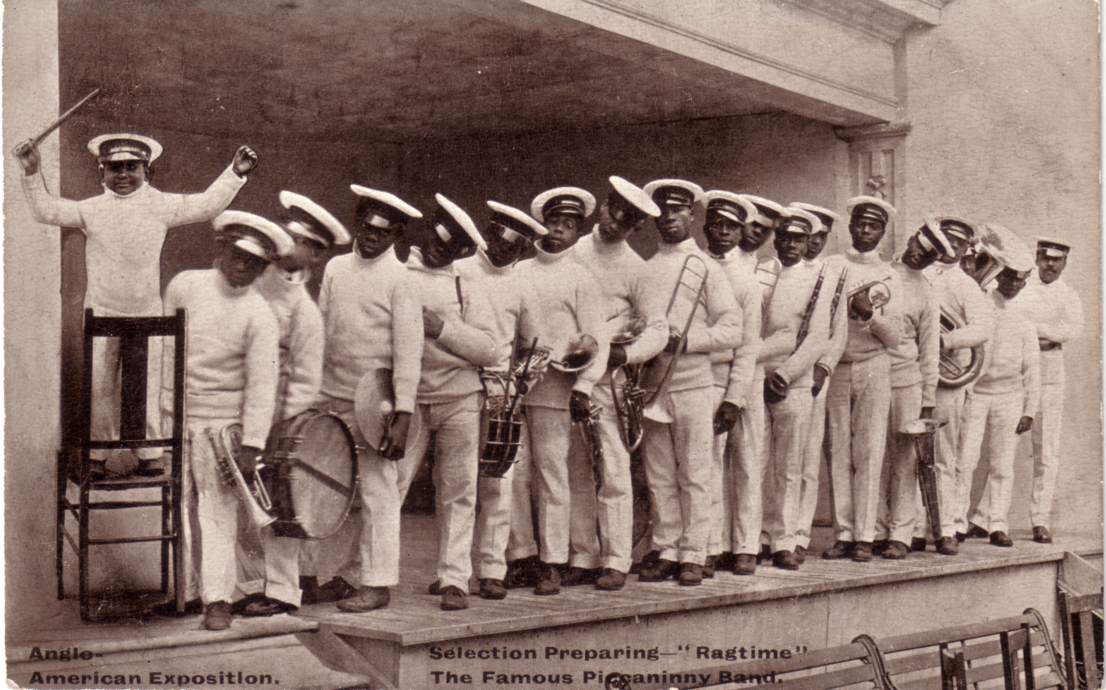 Anglo-
American Exposition.
Selection Preparing—"Ragtime"
The Famous Piccaninny Band.